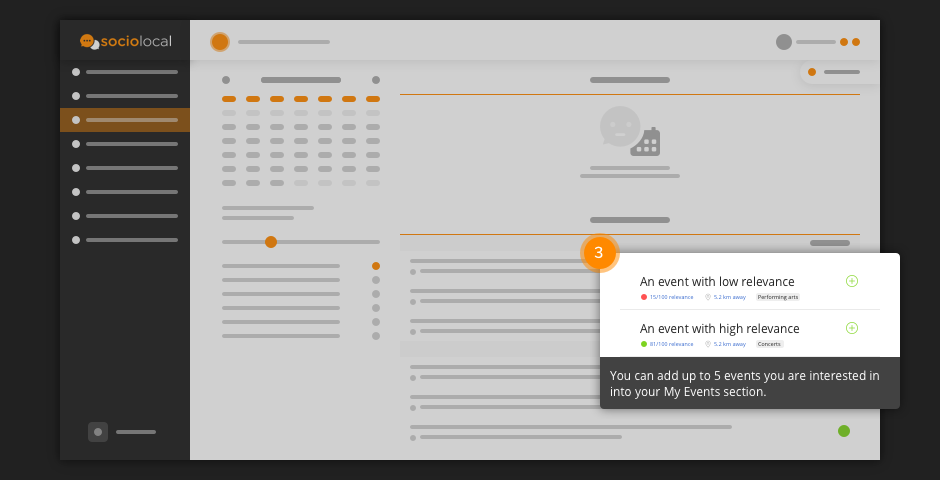 sociolocal
3
An event with low relevance
15/100 relevance 5.2 km away Performing arts
An event with high relevance
81/100 relevance 5.2 km away Concerts
You can add up to 5 events you are interested in
into your My Events section.